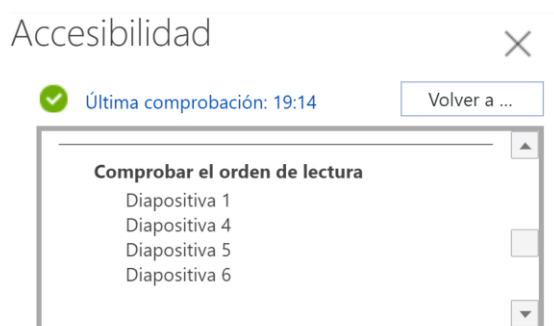 Accesibilidad
Última comprobación: 19:14
Volver a ...
Comprobar el orden de lectura
Diapositiva 1
Diapositiva 4
Diapositiva 5
Diapositiva 6